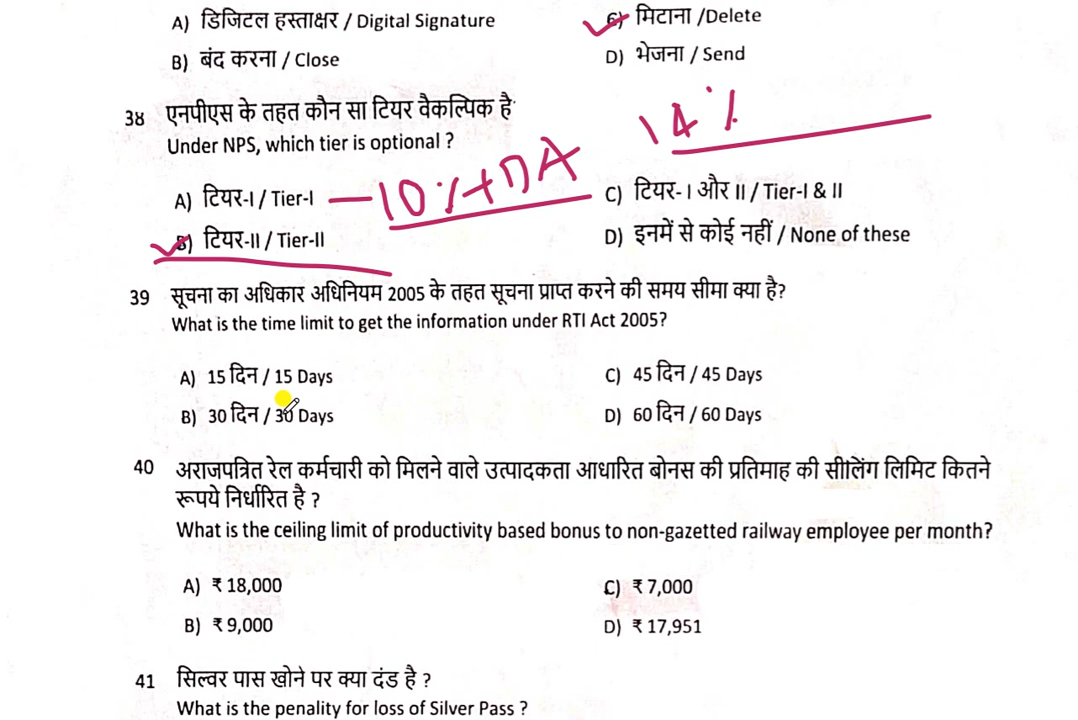 A) डिजिटल हस्ताक्षर / Digital Signature
C) मिटाना /Delete
B) बंद करना / Close
D) भेजना / Send
38 एनपीएस के तहत कौन सा टियर वैकल्पिक है
Under NPS, which tier is optional ?
14%
A) टियर-I / Tier-I
10%+DA
C) टियर- I और II / Tier-I & II
B) टियर-II / Tier-II
D) इनमें से कोई नहीं / None of these
39 सूचना का अधिकार अधिनियम 2005 के तहत सूचना प्राप्त करने की समय सीमा क्या है?
What is the time limit to get the information under RTI Act 2005?
A) 15 दिन / 15 Days
C) 45 दिन / 45 Days
B) 30 दिन / 30 Days
D) 60 दिन / 60 Days
40 अराजपत्रित रेल कर्मचारी को मिलने वाले उत्पादकता आधारित बोनस की प्रतिमाह की सीलिंग लिमिट कितने
रूपये निर्धारित है ?
What is the ceiling limit of productivity based bonus to non-gazetted railway employee per month?
A) ₹ 18,000
C) ₹ 7,000
B) ₹ 9,000
D) ₹ 17,951
41 सिल्वर पास खोने पर क्या दंड है ?
What is the penality for loss of Silver Pass ?